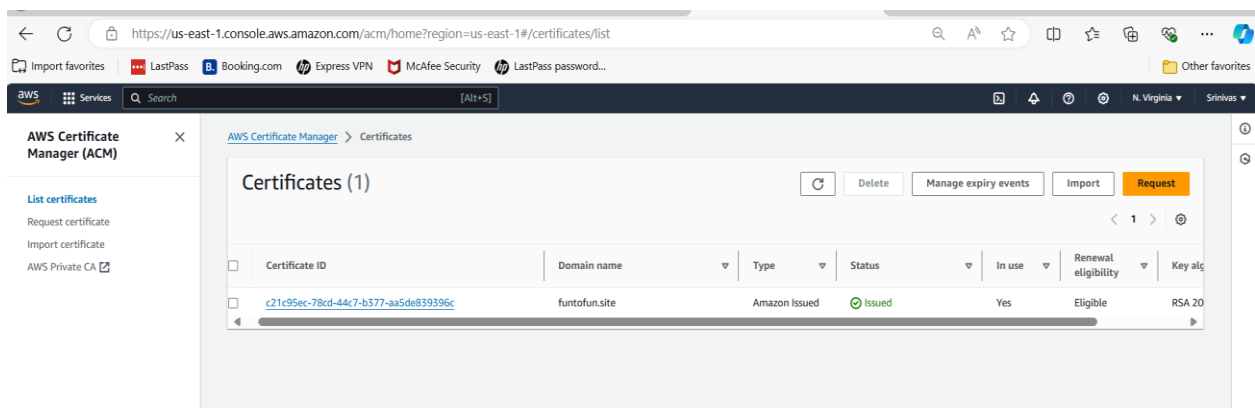 https://us-east-1.console.aws.amazon.com/acm/home?region=us-east-1#/certificates/list
Import favorites LastPass B. Booking.com Express VPN McAfee Security LastPass password... Other favorites
aws Services Search [Alt+S] N. Virginia Srinivas
AWS Certificate Manager (ACM)
List certificates
Request certificate
Import certificate
AWS Private CA
AWS Certificate Manager > Certificates
Certificates (1) Delete Manage expiry events Import Request
< 1 >
Certificate ID Domain name Type Status In use Renewal eligibility Key alg
c21c95ec-78cd-44c7-b377-aa5de839396c funtofun.site Amazon Issued Issued Yes Eligible RSA 20